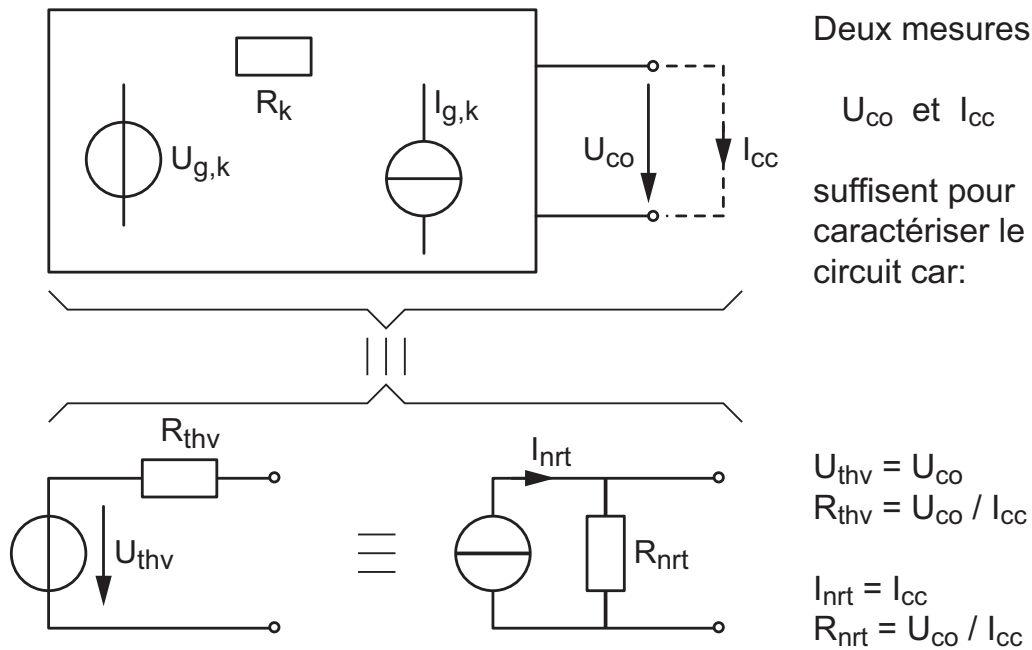 Deux mesures
R_k
I_g,k
U_g,k
U_co
I_cc
U_co et I_cc
suffisent pour
caractériser le
circuit car:
R_thv
U_thv
I_nrt
R_nrt
U_thv = U_co
R_thv = U_co / I_cc
I_nrt = I_cc
R_nrt = U_co / I_cc